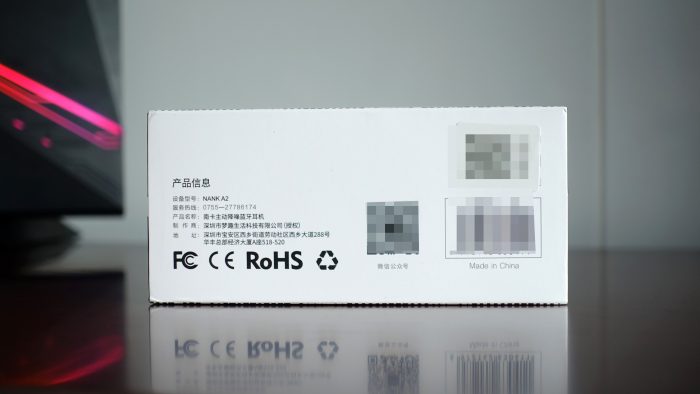 产品信息
设备型号: NANK A2
服务热线: 0755—27786174
产品名称: 南卡主动降噪蓝牙耳机
制 作 商: 深圳市梦趣生活科技有限公司(授权)
地 址: 深圳市宝安区西乡街道劳动社区西乡大道288号
华丰总部经济大厦A座518-520
FC CE RoHS
微信公众号
Made in China